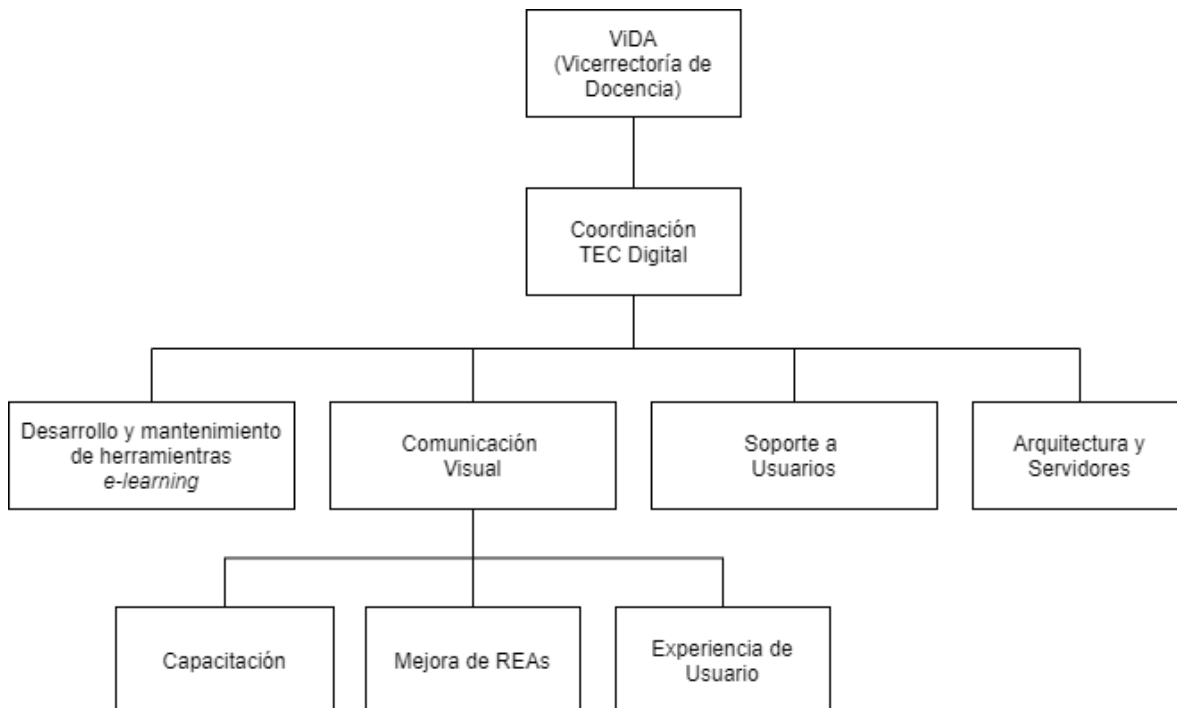 ViDA
(Vicerrectoría de
Docencia)
Coordinación
TEC Digital
Desarrollo y mantenimiento
de herramientras
e-learning
Comunicación
Visual
Soporte a
Usuarios
Arquitectura y
Servidores
Capacitación
Mejora de REAs
Experiencia de
Usuario